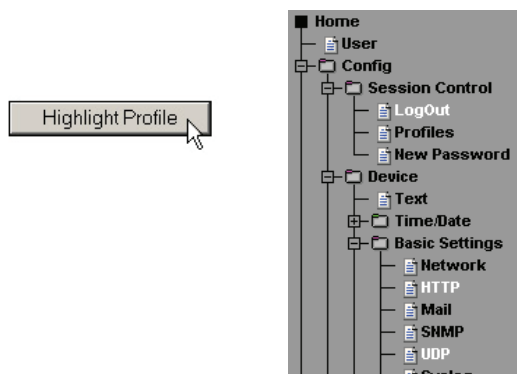 Highlight Profile
Home
User
Config
Session Control
LogOut
Profiles
New Password
Device
Text
Time/Date
Basic Settings
Network
HTTP
Mail
SNMP
UDP
Syslog